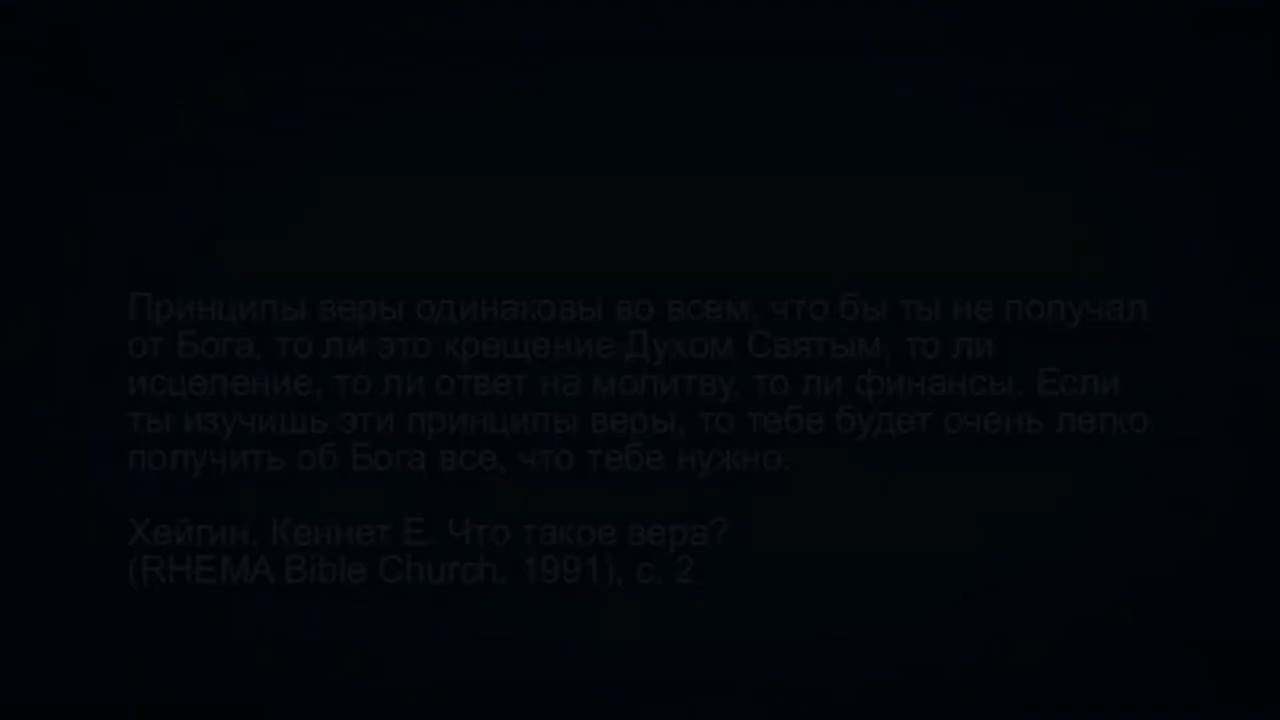 Принципы веры одинаковы во всем, что бы ты не получал
от Бога, то ли это крещение Духом Святым, то ли
исцеление, то ли ответ на молитву, то ли финансы. Если
ты изучишь эти принципы веры, то тебе будет очень легко
получить об Бога все, что тебе нужно.
Хейгин, Кеннет Е. Что такое вера?
(RHEMA Bible Church. 1991), с. 2